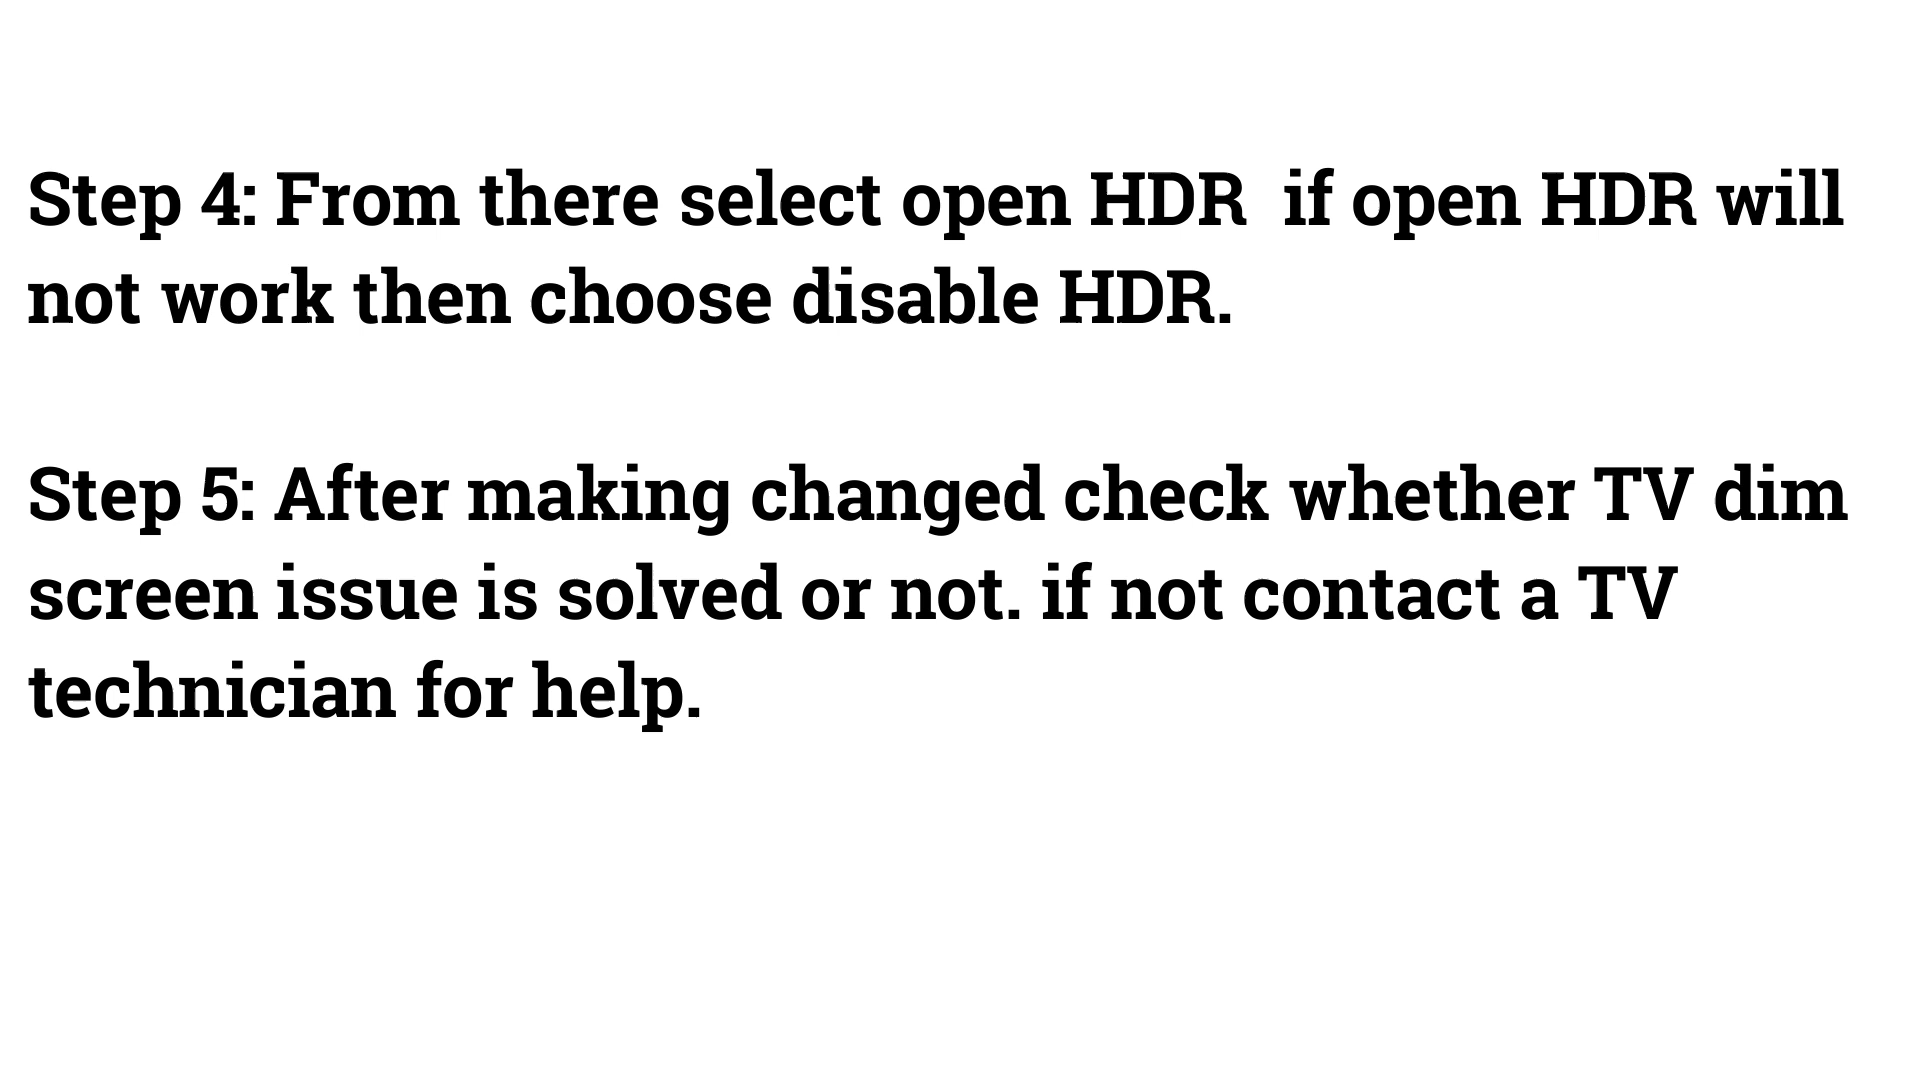 Step 4: From there select open HDR  if open HDR will
not work then choose disable HDR.
Step 5: After making changed check whether TV dim
screen issue is solved or not. if not contact a TV
technician for help.